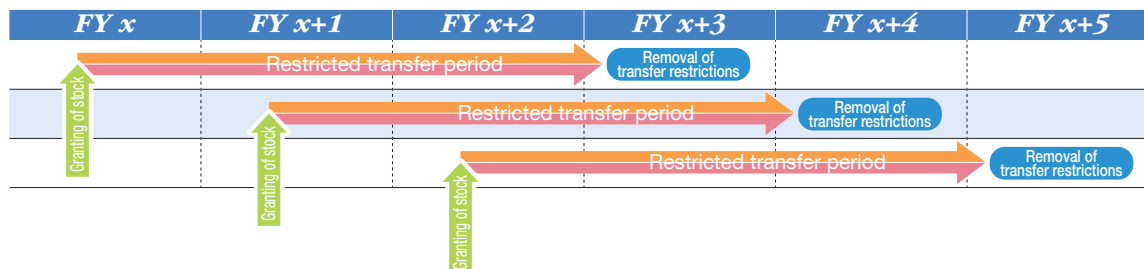 FY x FY x+1 FY x+2 FY x+3 FY x+4 FY x+5
Restricted transfer period
Removal of
transfer restrictions
Granting of stock
Restricted transfer period
Removal of
transfer restrictions
Granting of stock
Restricted transfer period
Removal of
transfer restrictions
Granting of stock